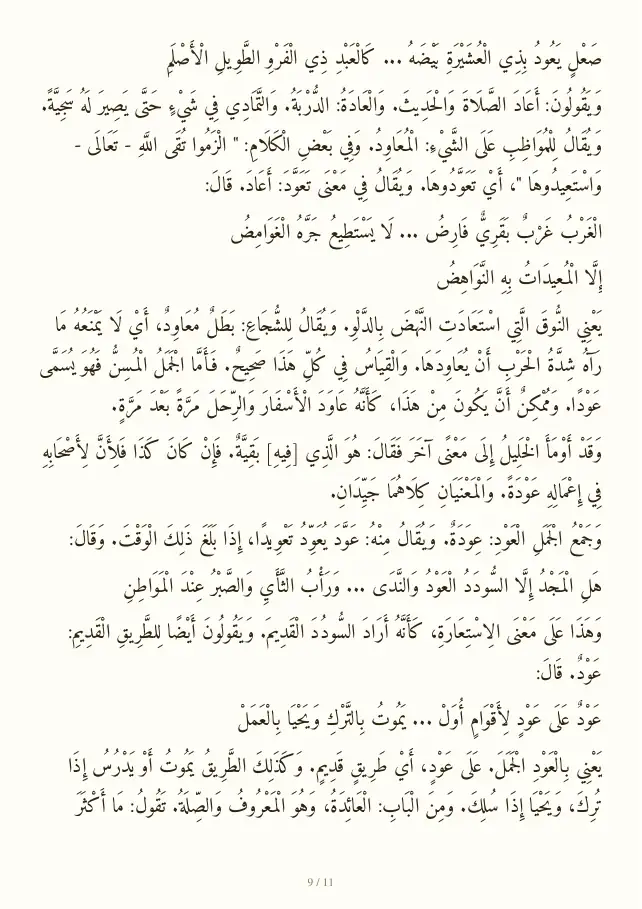 صَعْلٍ يَعُودُ بِذِي الْعُشَيْرَةِ بَيْضَهُ ... كَالْعَبْدِ ذِي الْفَرْوِ الطَّوِيلِ الْأَصْلَمِ
وَيَقُولُونَ: أَعَادَ الصَّلَاةَ وَالْحَدِيثَ. وَالْعَادَةُ: الدُّرْبَةُ. وَالتَّمَادِي فِي شَيْءٍ حَتَّى يَصِيرَ لَهُ سَجِيَّةً.
وَيُقَالُ لِلْمُوَاظِبِ عَلَى الشَّيْءِ: الْمُعَاوِدُ. وَفِي بَعْضِ الْكَلَامِ: " الْزَمُوا تُقَى اللَّهِ - تَعَالَى -
وَاسْتَعِيدُوهَا "، أَيْ تَعَوَّدُوهَا. وَيُقَالُ فِي مَعْنَى تَعَوَّدَ: أَعَادَ. قَالَ:
الْغَرْبُ غَرْبٌ بَقَرِيٌّ فَارِضُ ... لَا يَسْتَطِيعُ جَرَّهُ الْغَوَامِضُ
إِلَّا الْمُعِيدَاتُ بِهِ النَّوَاهِضُ
يَعْنِي النُّوقَ الَّتِي اسْتَعَادَتِ النَّهْضَ بِالدَّلْوِ. وَيُقَالُ لِلشُّجَاعِ: بَطَلٌ مُعَاوِدٌ، أَيْ لَا يَمْنَعُهُ مَا
رَآهُ شِدَّةُ الْحَرْبِ أَنْ يُعَاوِدَهَا. وَالْقِيَاسُ فِي كُلِّ هَذَا صَحِيحٌ. فَأَمَّا الْجَمَلُ الْمُسِنُّ فَهُوَ يُسَمَّى
عَوْدًا. وَمُمْكِنٌ أَنَّ يَكُونَ مِنْ هَذَا، كَأَنَّهُ عَاوَدَ الْأَسْفَارَ وَالرِّحَلَ مَرَّةً بَعْدَ مَرَّةٍ.
وَقَدْ أَوْمَأَ الْخَلِيلُ إِلَى مَعْنًى آخَرَ فَقَالَ: هُوَ الَّذِي [فِيهِ] بَقِيَّةٌ. فَإِنْ كَانَ كَذَا فَلِأَنَّ لِأَصْحَابِهِ
فِي إِعْمَالِهِ عَوْدَةً. وَالْمَعْنَيَانِ كِلَاهُمَا جَيِّدَانِ.
وَجَمْعُ الْجَمَلِ الْعَوْدِ: عِوَدَةٌ. وَيُقَالُ مِنْهُ: عَوَّدَ يُعَوِّدُ تَعْوِيدًا، إِذَا بَلَغَ ذَلِكَ الْوَقْتَ. وَقَالَ:
هَلِ الْمَجْدُ إِلَّا السُّودَدُ الْعَوْدُ وَالنَّدَى ... وَرَأْبُ الثَّأَيِ وَالصَّبْرُ عِنْدَ الْمَوَاطِنِ
وَهَذَا عَلَى مَعْنَى الِاسْتِعَارَةِ، كَأَنَّهُ أَرَادَ السُّودُدَ الْقَدِيمَ. وَيَقُولُونَ أَيْضًا لِلطَّرِيقِ الْقَدِيمِ:
عَوْدٌ. قَالَ:
عَوْدٌ عَلَى عَوْدٍ لِأَقْوَامٍ أُوَلْ ... يَمُوتُ بِالتَّرْكِ وَيَحْيَا بِالْعَمَلْ
يَعْنِي بِالْعَوْدِ الْجَمَلَ. عَلَى عَوْدٍ، أَيْ طَرِيقٍ قَدِيمٍ. وَكَذَلِكَ الطَّرِيقُ يَمُوتُ أَوْ يَدْرُسُ إِذَا
تُرِكَ، وَيَحْيَا إِذَا سُلِكَ. وَمِنَ الْبَابِ: الْعَائِدَةُ، وَهُوَ الْمَعْرُوفُ وَالصِّلَةُ. تَقُولُ: مَا أَكْثَرَ
9 / 11